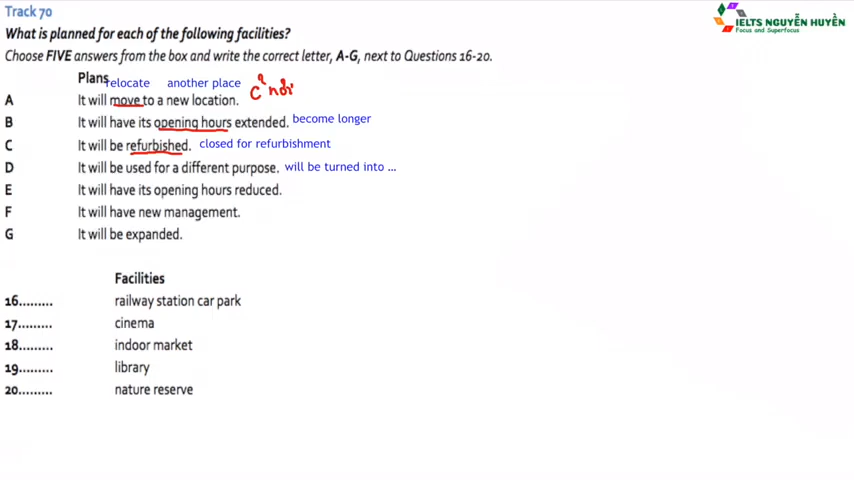 Track 70
IELTS NGUYỄN HUYỀN
Focus and Superfocus
What is planned for each of the following facilities?
Choose FIVE answers from the box and write the correct letter, A-G, next to Questions 16-20.
Plans
relocate another place
A It will move to a new location.
B It will have its opening hours extended. become longer
C It will be refurbished. closed for refurbishment
D It will be used for a different purpose. will be turned into ...
E It will have its opening hours reduced.
F It will have new management.
G It will be expanded.
Facilities
16......... railway station car park
17......... cinema
18......... indoor market
19......... library
20......... nature reserve